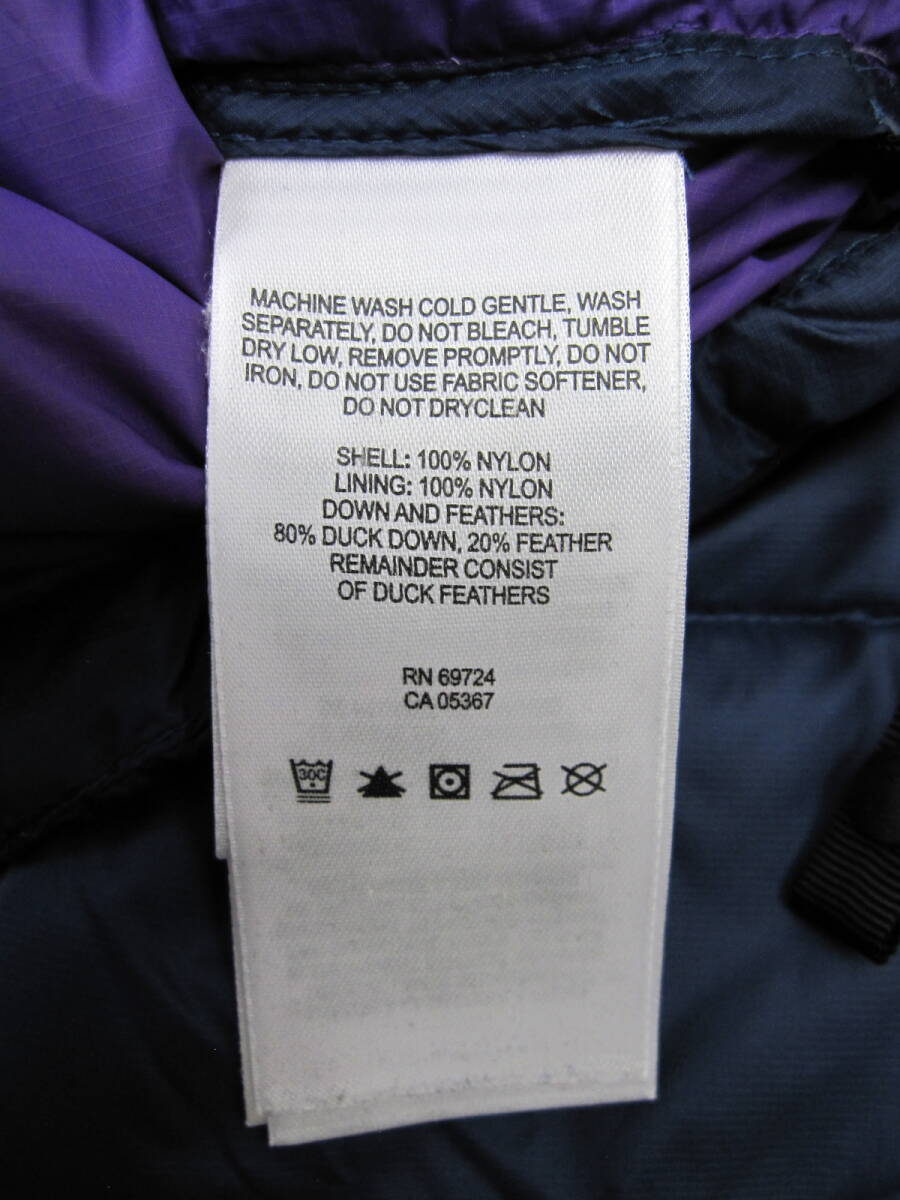 MACHINE WASH COLD GENTLE, WASH
SEPARATELY, DO NOT BLEACH, TUMBLE
DRY LOW, REMOVE PROMPTLY, DO NOT
IRON, DO NOT USE FABRIC SOFTENER,
DO NOT DRYCLEAN
SHELL: 100% NYLON
LINING: 100% NYLON
DOWN AND FEATHERS:
80% DUCK DOWN, 20% FEATHER
REMAINDER CONSIST
OF DUCK FEATHERS
RN 69724
CA 05367
30C